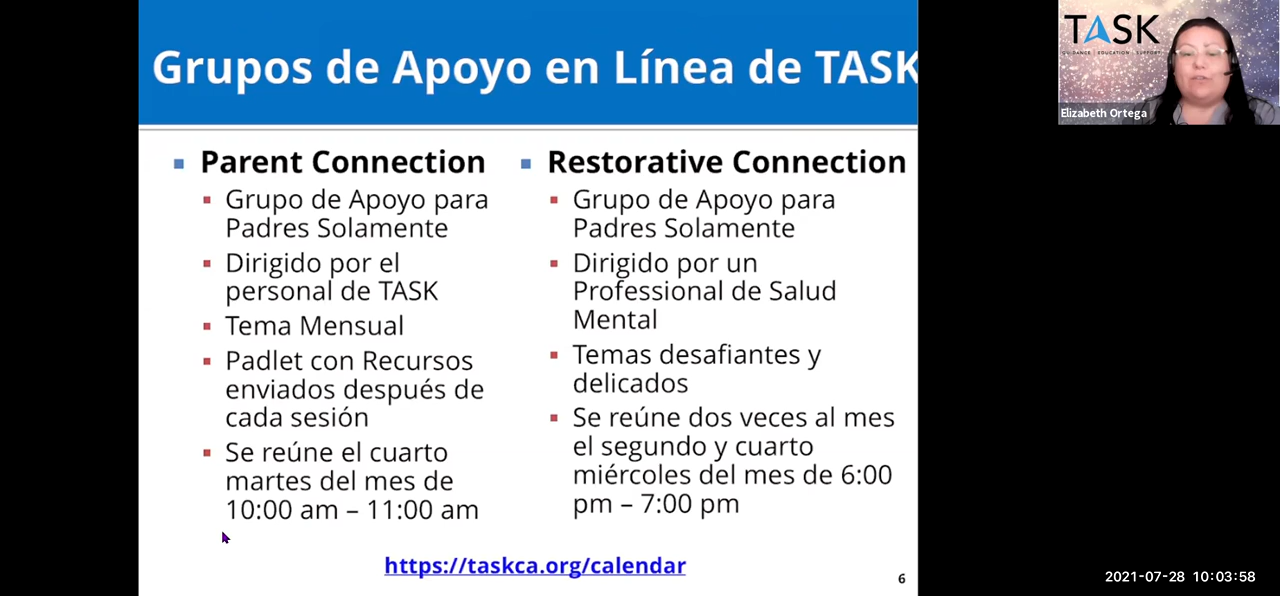 Grupos de Apoyo en Línea de TASK
Parent Connection
Grupo de Apoyo para
Padres Solamente
Dirigido por el
personal de TASK
Tema Mensual
Padlet con Recursos
enviados después de
cada sesión
Se reúne el cuarto
martes del mes de
10:00 am – 11:00 am
Restorative Connection
Grupo de Apoyo para
Padres Solamente
Dirigido por un
Professional de Salud
Mental
Temas desafiantes y
delicados
Se reúne dos veces al mes
el segundo y cuarto
miércoles del mes de 6:00
pm – 7:00 pm
https://taskca.org/calendar
6
TASK
GUIDANCE | EDUCATION | SUPPORT
Elizabeth Ortega
2021-07-28 10:03:58